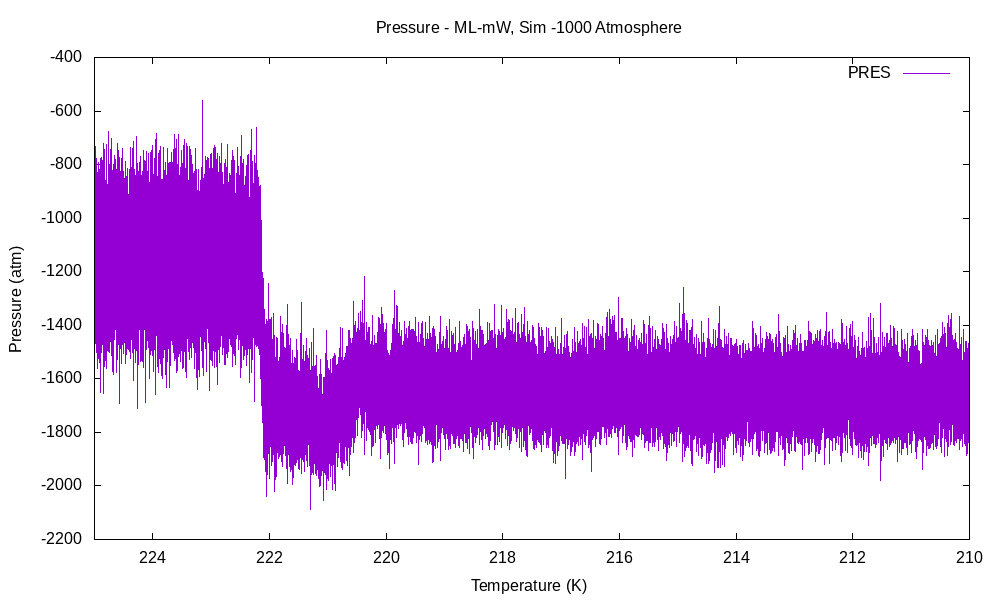 Pressure - ML-mW, Sim -1000 Atmosphere
PRES
-400
-600
-800
-1000
-1200
-1400
-1600
-1800
-2000
-2200
Pressure (atm)
224 222 220 218 216 214 212 210
Temperature (K)